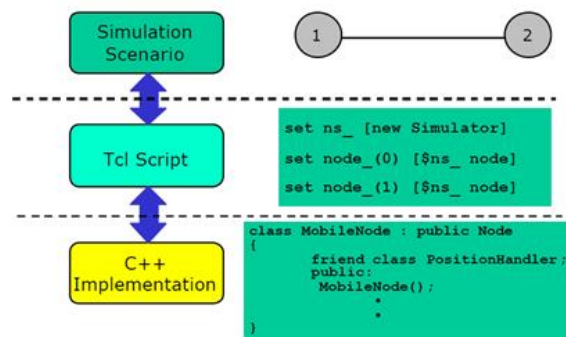 Simulation
Scenario
1
2
Tcl Script
set ns_ [new Simulator]
set node_(0) [$ns_ node]
set node_(1) [$ns_ node]
C++
Implementation
class MobileNode : public Node
{
friend class PositionHandler;
public:
MobileNode();
•
•
}